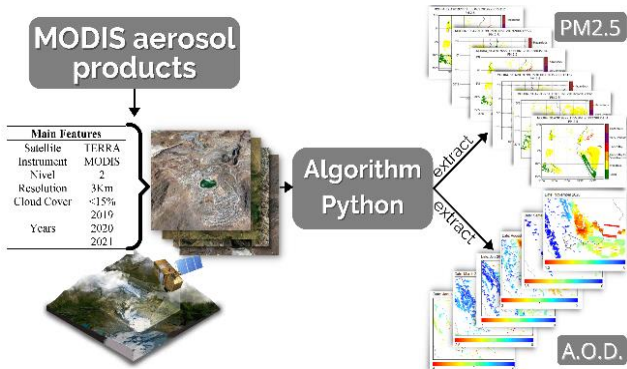 MODIS aerosol
products
Main Features
Satellite TERRA
Instrument MODIS
Nivel 2
Resolution 3Km
Cloud Cover <15%
2019
Years 2020
2021
Algorithm
Python
extract
extract
PM2.5
A.O.D.